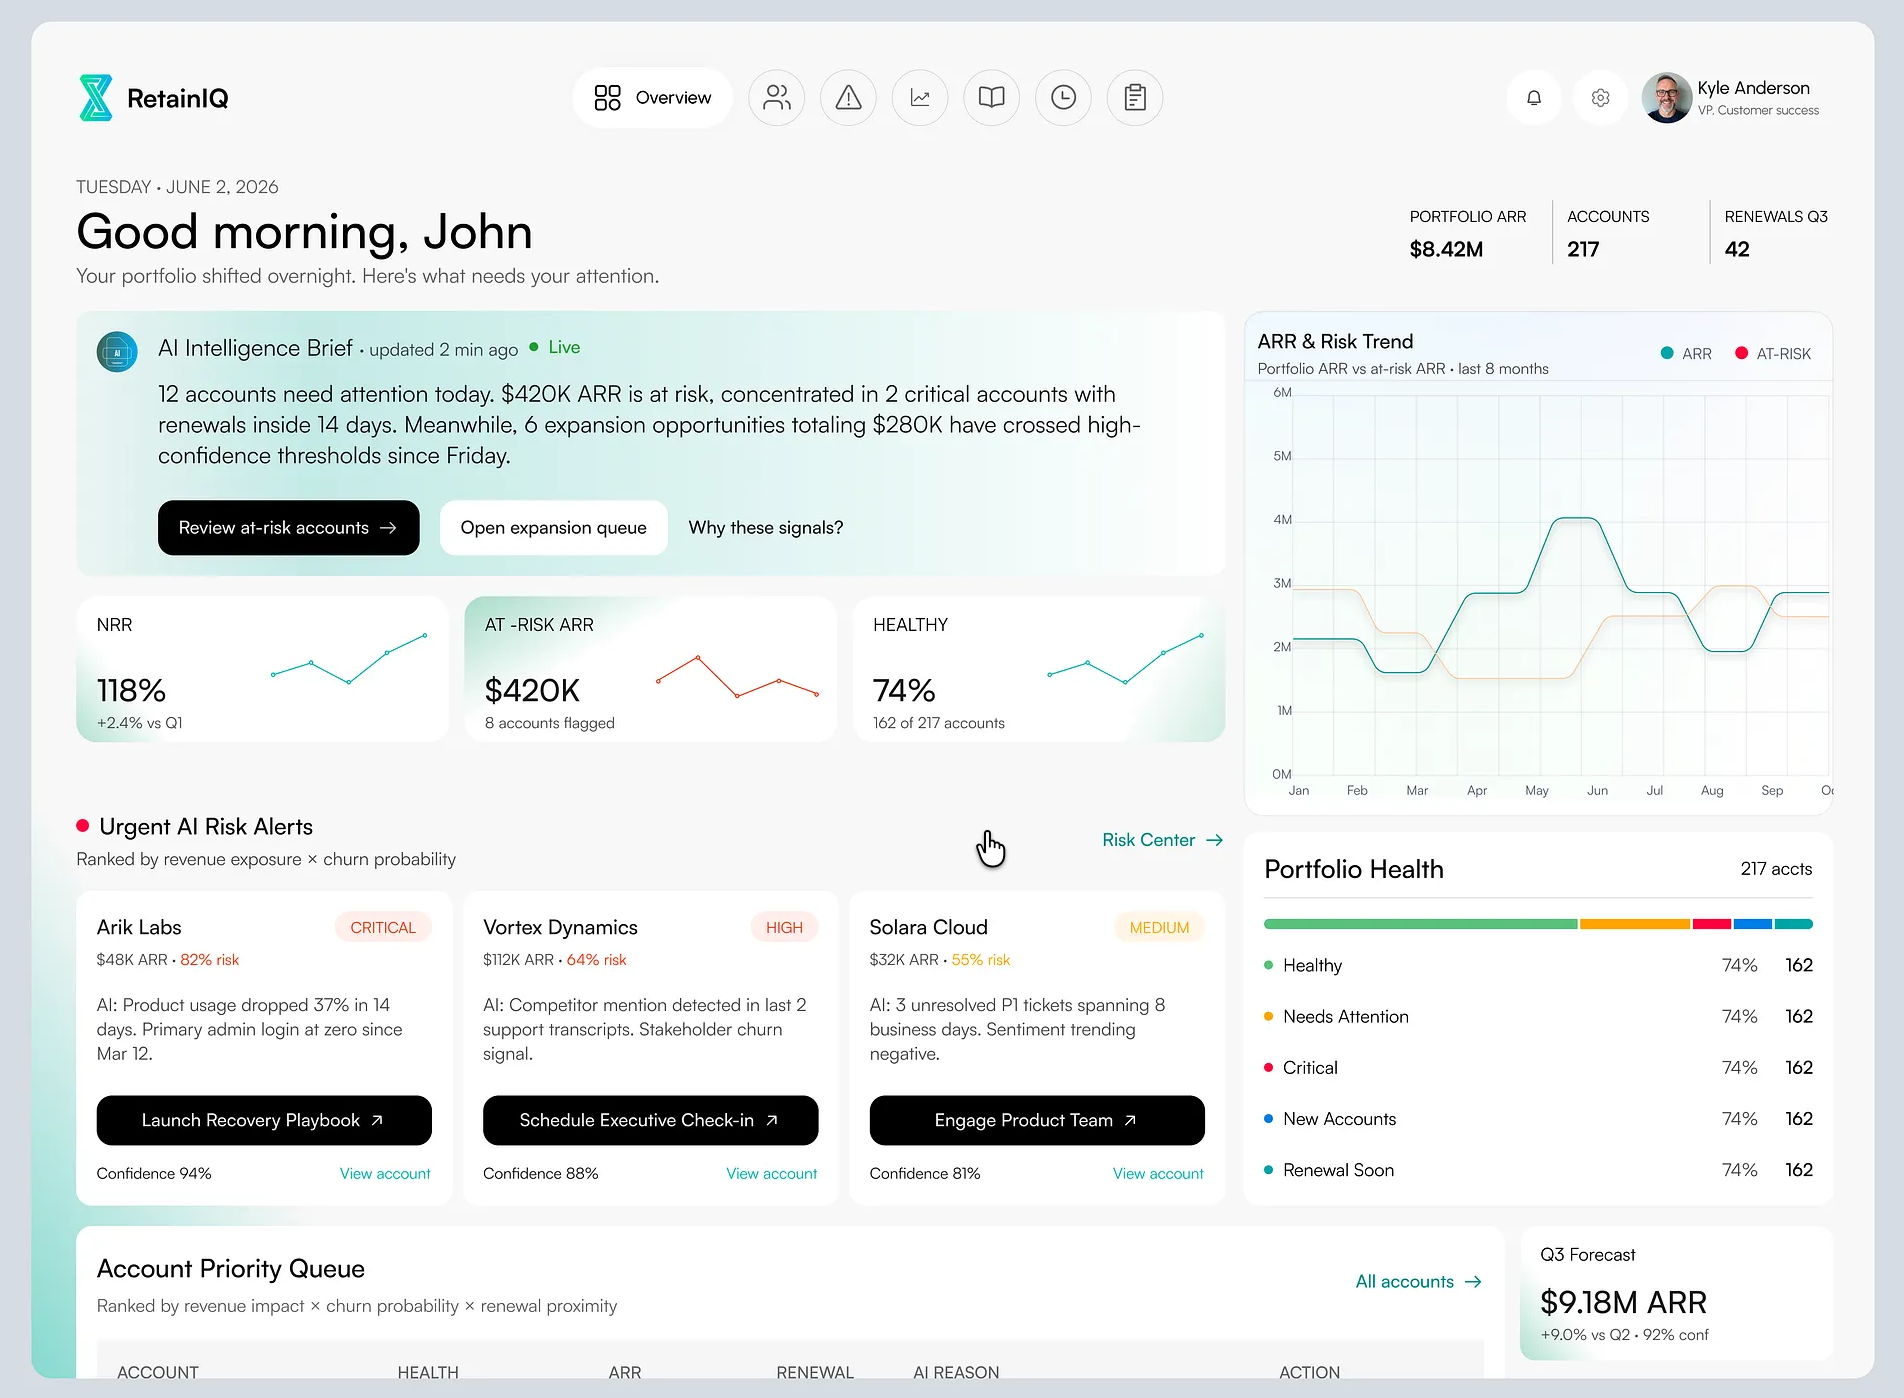 RetainIQ
Overview
Kyle Anderson
VP. Customer success
TUESDAY · JUNE 2, 2026
Good morning, John
Your portfolio shifted overnight. Here's what needs your attention.
PORTFOLIO ARR
$8.42M
ACCOUNTS
217
RENEWALS Q3
42
AI
AI Intelligence Brief · updated 2 min ago
Live
12 accounts need attention today. $420K ARR is at risk, concentrated in 2 critical accounts with
renewals inside 14 days. Meanwhile, 6 expansion opportunities totaling $280K have crossed high-
confidence thresholds since Friday.
Review at-risk accounts →
Open expansion queue
Why these signals?
NRR
118%
+2.4% vs Q1
AT -RISK ARR
$420K
8 accounts flagged
HEALTHY
74%
162 of 217 accounts
ARR & Risk Trend
Portfolio ARR vs at-risk ARR · last 8 months
ARR
AT-RISK
6M
5M
4M
3M
2M
1M
0M
Jan Feb Mar Apr May Jun Jul Aug Sep Oc
Urgent AI Risk Alerts
Ranked by revenue exposure × churn probability
Risk Center →
Arik Labs
CRITICAL
$48K ARR · 82% risk
AI: Product usage dropped 37% in 14
days. Primary admin login at zero since
Mar 12.
Launch Recovery Playbook ↗
Confidence 94%
View account
Vortex Dynamics
HIGH
$112K ARR · 64% risk
AI: Competitor mention detected in last 2
support transcripts. Stakeholder churn
signal.
Schedule Executive Check-in ↗
Confidence 88%
View account
Solara Cloud
MEDIUM
$32K ARR · 55% risk
AI: 3 unresolved P1 tickets spanning 8
business days. Sentiment trending
negative.
Engage Product Team ↗
Confidence 81%
View account
Portfolio Health
217 accts
Healthy 74% 162
Needs Attention 74% 162
Critical 74% 162
New Accounts 74% 162
Renewal Soon 74% 162
Account Priority Queue
Ranked by revenue impact × churn probability × renewal proximity
All accounts →
ACCOUNT HEALTH ARR RENEWAL AI REASON ACTION
Q3 Forecast
$9.18M ARR
+9.0% vs Q2 · 92% conf